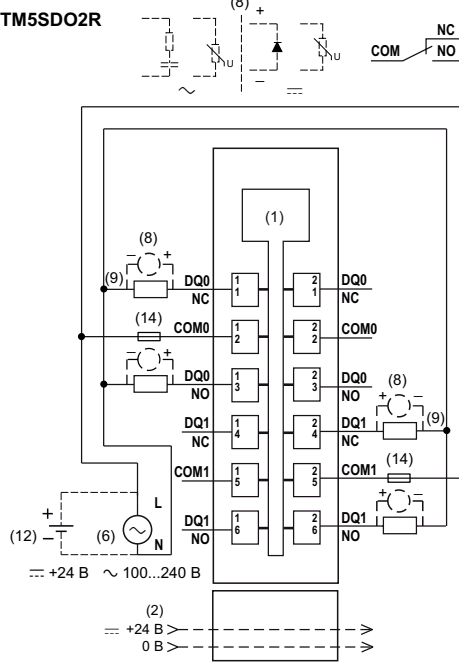 TM5SDO2R
(8)
+
−
U
U
NC
COM
NO
(1)
(8)
− +
(9)
DQ0
NC
1
1
2
1
DQ0
NC
(14)
COM0
1
2
2
2
COM0
− +
DQ0
NO
1
3
2
3
DQ0
NO
(8)
+ −
(9)
DQ1
NC
1
4
2
4
DQ1
NC
COM1
1
5
2
5
COM1
(14)
+ −
DQ1
NO
1
6
2
6
DQ1
NO
L
+
(12)
−
(6)
N
+24 В ~ 100...240 В
(2)
+24 В
0 В